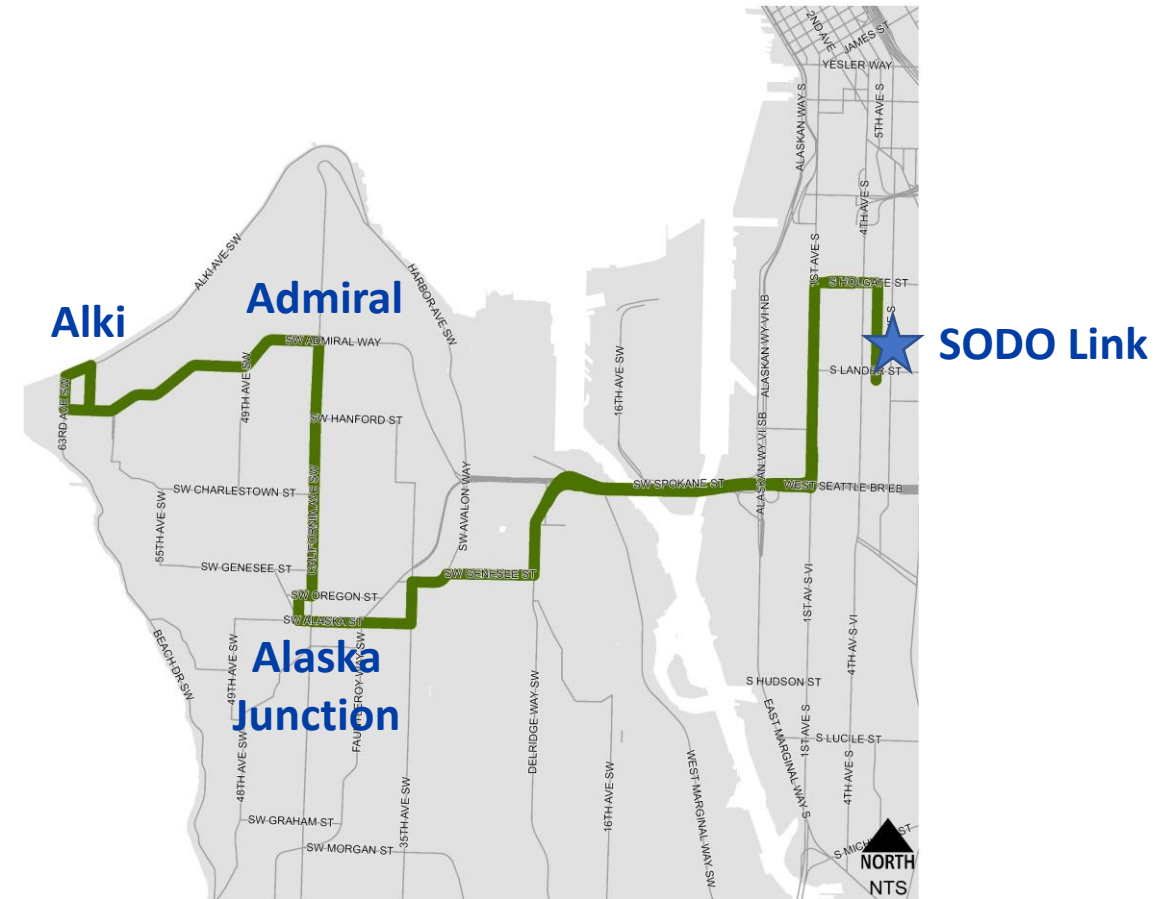 2ND AVE
JAMES ST
YESLER WAY
ALASKAN WAY S
5TH AVE S
4TH AVE S
ALKI AVE SW
HARBOR AVE SW
1ST AVE S
S HOLGATE ST
Alki
Admiral
SW ADMIRAL WAY
SODO Link
S LANDER ST
63RD AVE SW
49TH AVE SW
16TH AVE SW
ALASKAN WY VI NB
SW HANFORD ST
ALASKAN WY VI SB
SW CHARLESTOWN ST
CALIFORNIA AVE SW
SW AVALON WAY
SW SPOKANE ST
WEST SEATTLE BR EB
55TH AVE SW
SW GENESEE ST
SW GENESEE ST
SW OREGON ST
SW ALASKA ST
1ST AV S VI
4TH AV S VI
Alaska
Junction
BEACH DR SW
49TH AVE SW
FAUNTLEROY WAY SW
S HUDSON ST
EAST MARGINAL WAY S
1ST AVE S
S LUCILE ST
48TH AVE SW
35TH AVE SW
DELRIDGE WAY SW
16TH AVE SW
WEST MARGINAL WAY SW
4TH AVE S
SW GRAHAM ST
SW MORGAN ST
NORTH
NTS